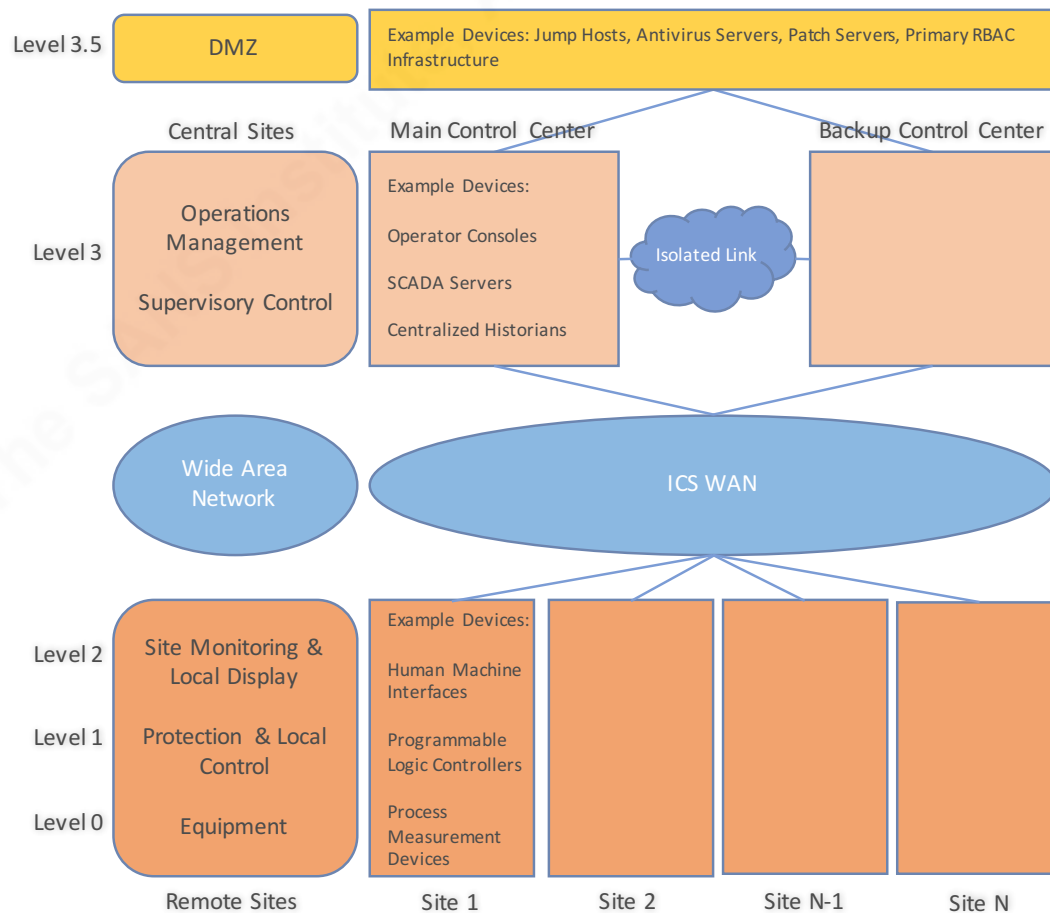 Level 3.5
DMZ
Example Devices: Jump Hosts, Antivirus Servers, Patch Servers, Primary RBAC
Infrastructure
Central Sites
Main Control Center
Backup Control Center
Level 3
Operations
Management
Supervisory Control
Example Devices:
Operator Consoles
SCADA Servers
Centralized Historians
Isolated Link
Wide Area
Network
ICS WAN
Level 2
Site Monitoring &
Local Display
Level 1
Protection & Local
Control
Level 0
Equipment
Example Devices:
Human Machine
Interfaces
Programmable
Logic Controllers
Process
Measurement
Devices
Remote Sites
Site 1
Site 2
Site N-1
Site N
The SANS Institute